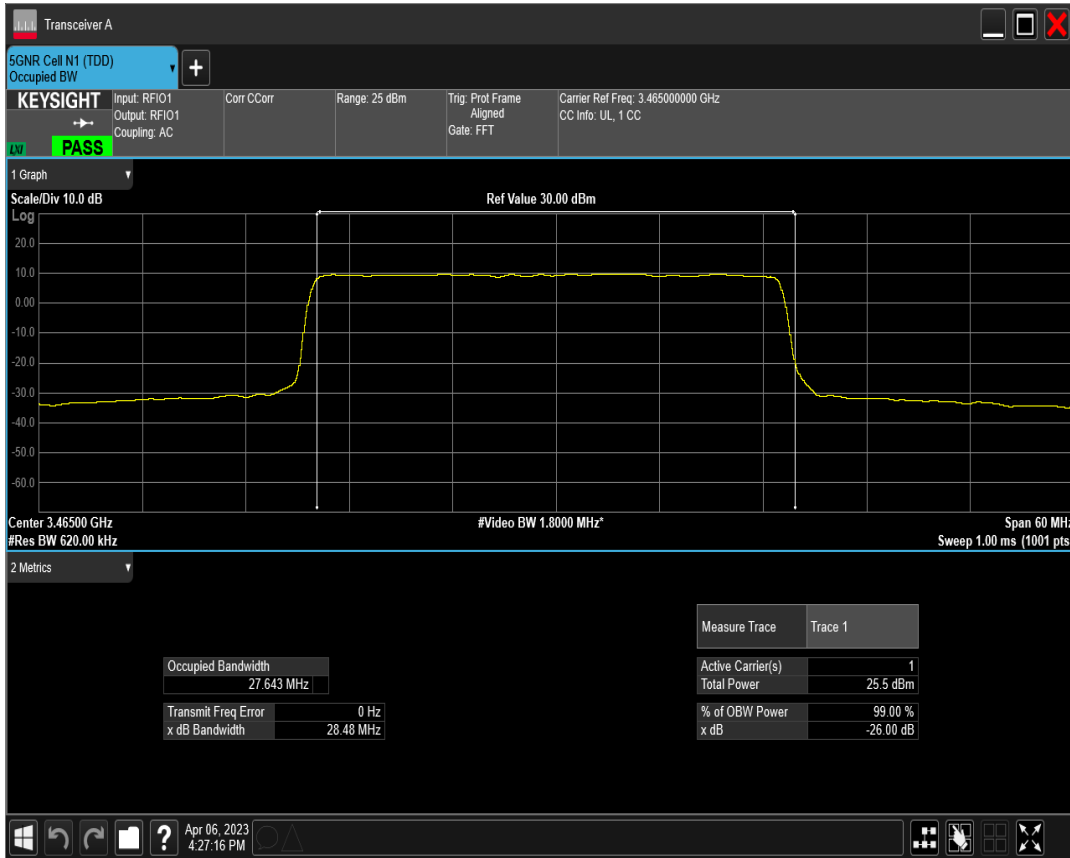 Transceiver A
5GNR Cell N1 (TDD)
Occupied BW
+
KEYSIGHT
LXI
PASS
Input: RFIO1
Output: RFIO1
Coupling: AC
Corr CCorr
Range: 25 dBm
Trig: Prot Frame
Aligned
Gate: FFT
Carrier Ref Freq: 3.465000000 GHz
CC Info: UL, 1 CC
1 Graph
Scale/Div 10.0 dB
Ref Value 30.00 dBm
Log
20.0
10.0
0.00
-10.0
-20.0
-30.0
-40.0
-50.0
-60.0
Center 3.46500 GHz
#Video BW 1.8000 MHz*
Span 60 MHz
#Res BW 620.00 kHz
Sweep 1.00 ms (1001 pts
2 Metrics
Measure Trace Trace 1
Occupied Bandwidth
27.643 MHz
Active Carrier(s) 1
Total Power 25.5 dBm
Transmit Freq Error 0 Hz
x dB Bandwidth 28.48 MHz
% of OBW Power 99.00 %
x dB -26.00 dB
?
Apr 06, 2023
4:27:16 PM